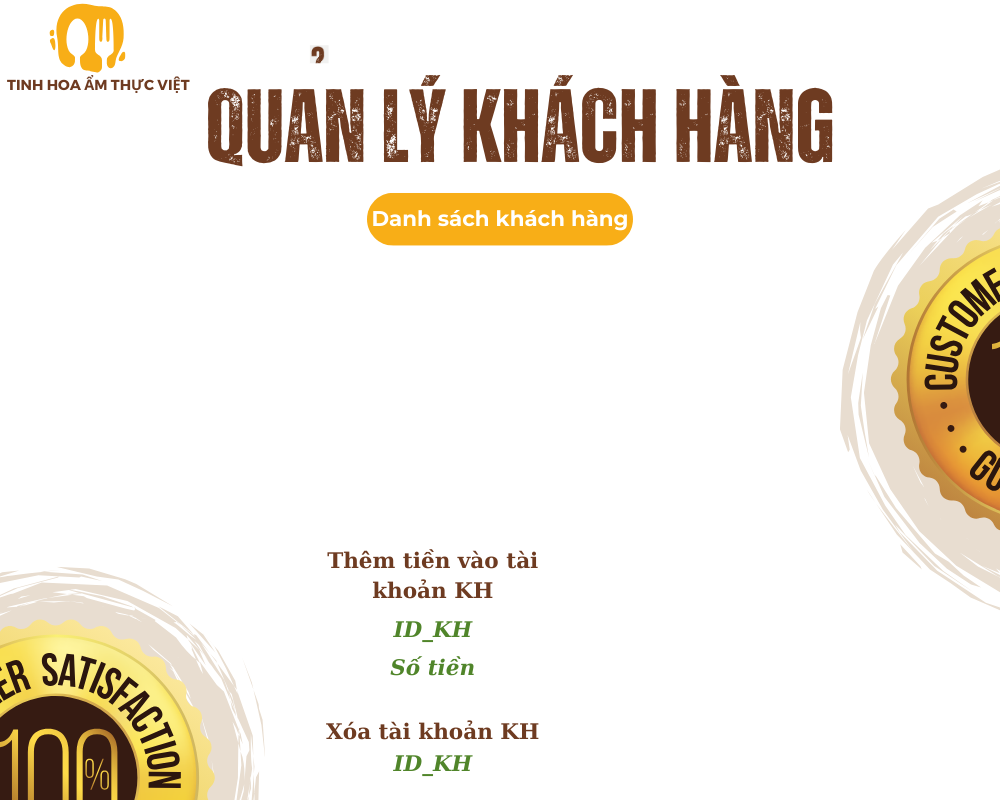 TINH HOA ẨM THỰC VIỆT
QUẢN LÝ KHÁCH HÀNG
Danh sách khách hàng
CUSTOME
GU
Thêm tiền vào tài
khoản KH
ID_KH
Số tiền
Xóa tài khoản KH
ID_KH
ER SATISFACTION
100%